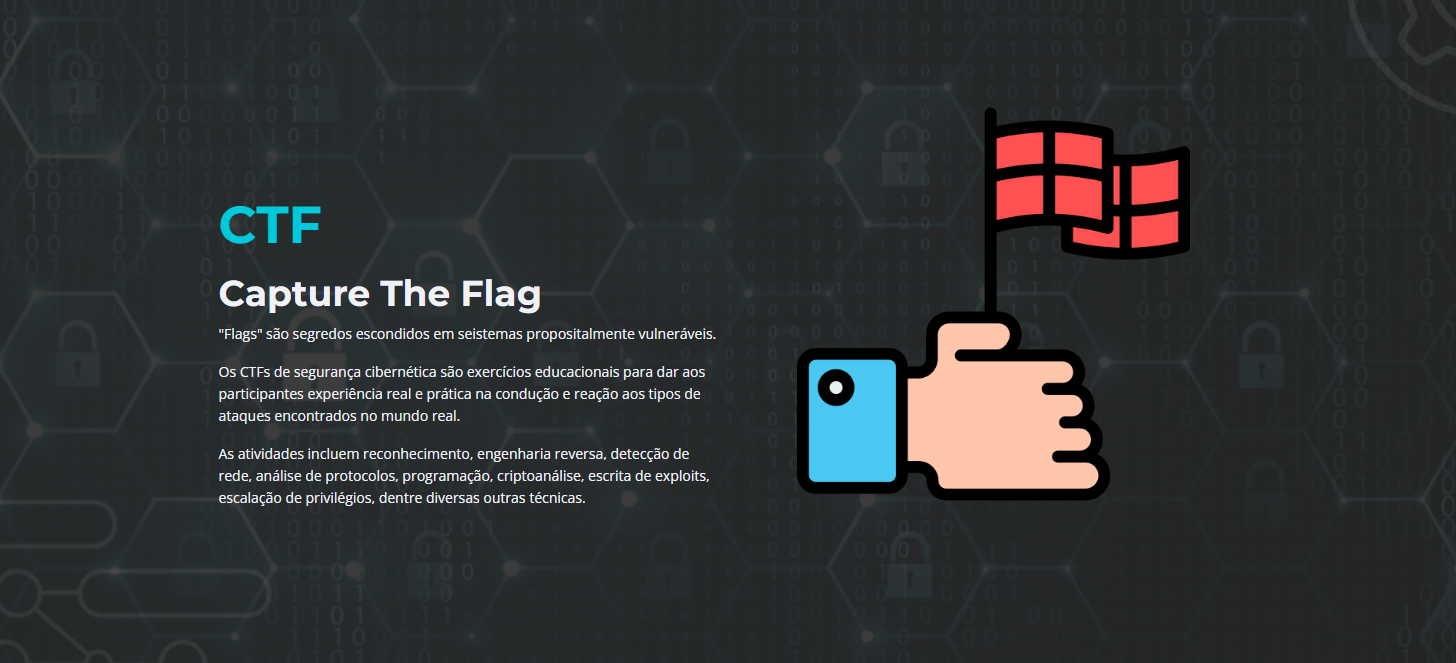 CTF
Capture The Flag
"Flags" são segredos escondidos em seistemas propositalmente vulneráveis.
Os CTFs de segurança cibernética são exercícios educacionais para dar aos
participantes experiência real e prática na condução e reação aos tipos de
ataques encontrados no mundo real.
As atividades incluem reconhecimento, engenharia reversa, detecção de
rede, análise de protocolos, programação, criptoanálise, escrita de exploits,
escalação de privilégios, dentre diversas outras técnicas.